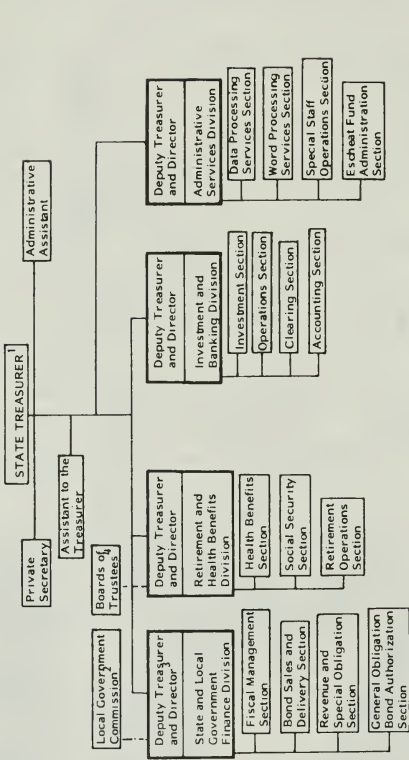 STATE TREASURER¹
Private
Secretary
Administrative
Assistant
Assistant to the
Treasurer
Local Government
Commission²
Boards of
Trustees⁴
Deputy Treasurer
and Director³
State and Local
Government
Finance Division
Fiscal Management
Section
Bond Sales and
Delivery Section
Revenue and
Special Obligation
Section
General Obligation
Bond Authorization
Section
Deputy Treasurer
and Director
Retirement and
Health Benefits
Division
Health Benefits
Section
Social Security
Section
Retirement
Operations
Section
Deputy Treasurer
and Director
Investment and
Banking Division
Investment Section
Operations Section
Clearing Section
Accounting Section
Deputy Treasurer
and Director
Administrative
Services Division
Data Processing
Services Section
Word Processing
Services Section
Special Staff
Operations Section
Escheat Fund
Administration
Section